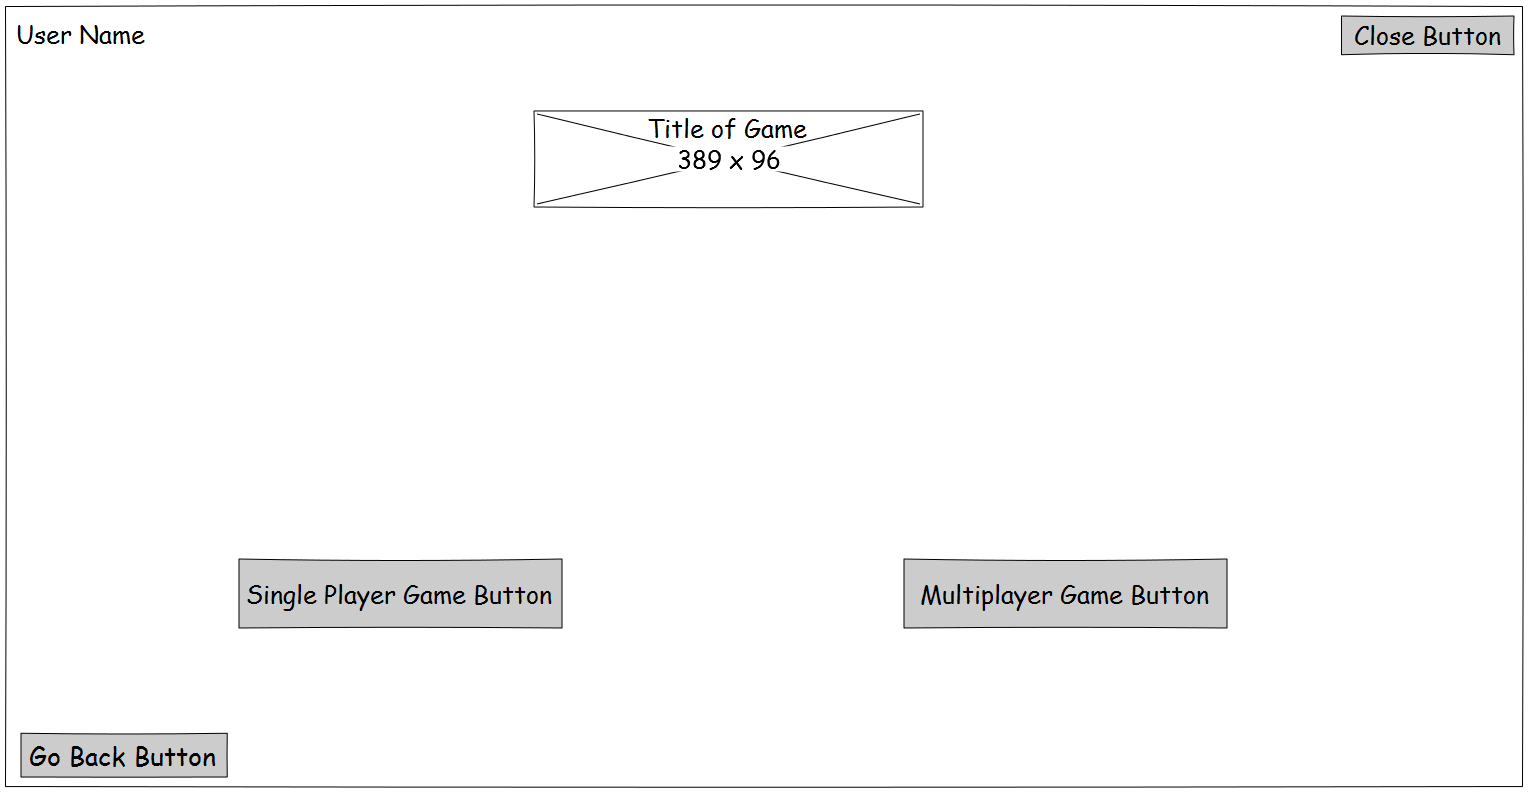 User Name
Close Button
Title of Game
389 x 96
Single Player Game Button
Multiplayer Game Button
Go Back Button